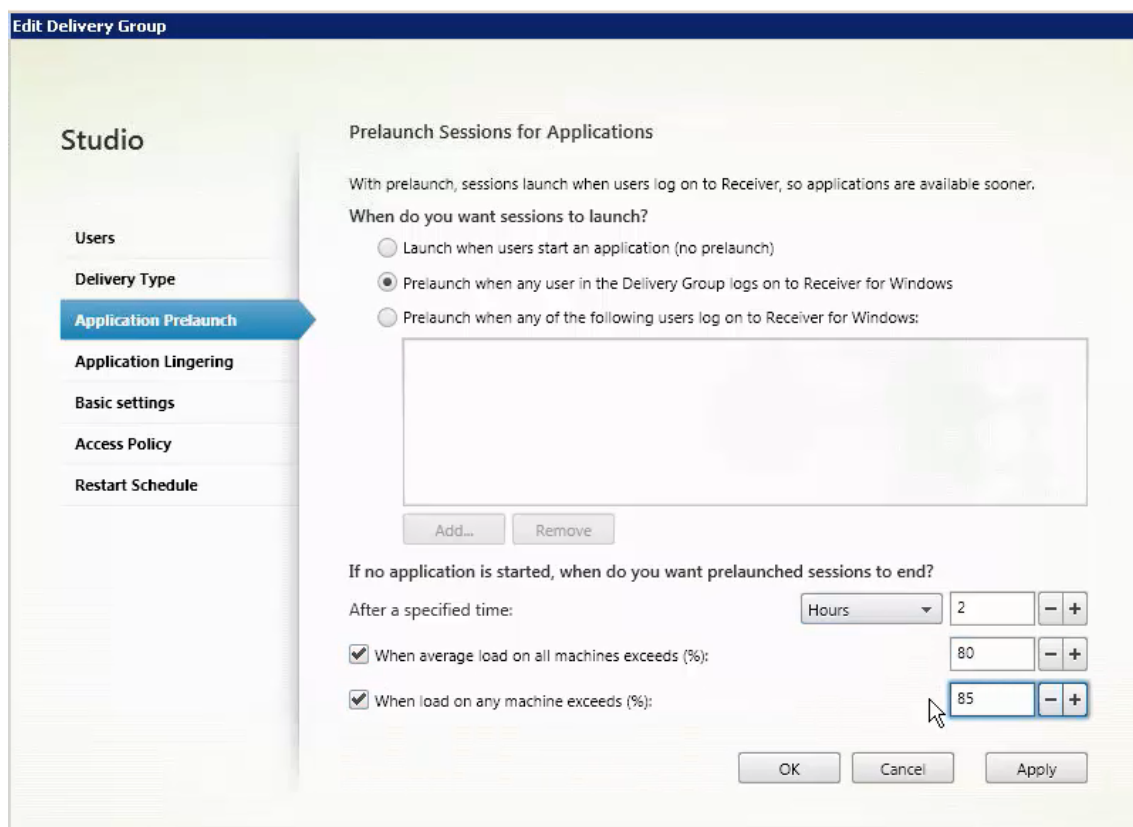 Edit Delivery Group
Studio
Users
Delivery Type
Application Prelaunch
Application Lingering
Basic settings
Access Policy
Restart Schedule
Prelaunch Sessions for Applications
With prelaunch, sessions launch when users log on to Receiver, so applications are available sooner.
When do you want sessions to launch?
Launch when users start an application (no prelaunch)
Prelaunch when any user in the Delivery Group logs on to Receiver for Windows
Prelaunch when any of the following users log on to Receiver for Windows:
Add... Remove
If no application is started, when do you want prelaunched sessions to end?
After a specified time: Hours 2 − +
When average load on all machines exceeds (%): 80 − +
When load on any machine exceeds (%): 85 − +
OK Cancel Apply